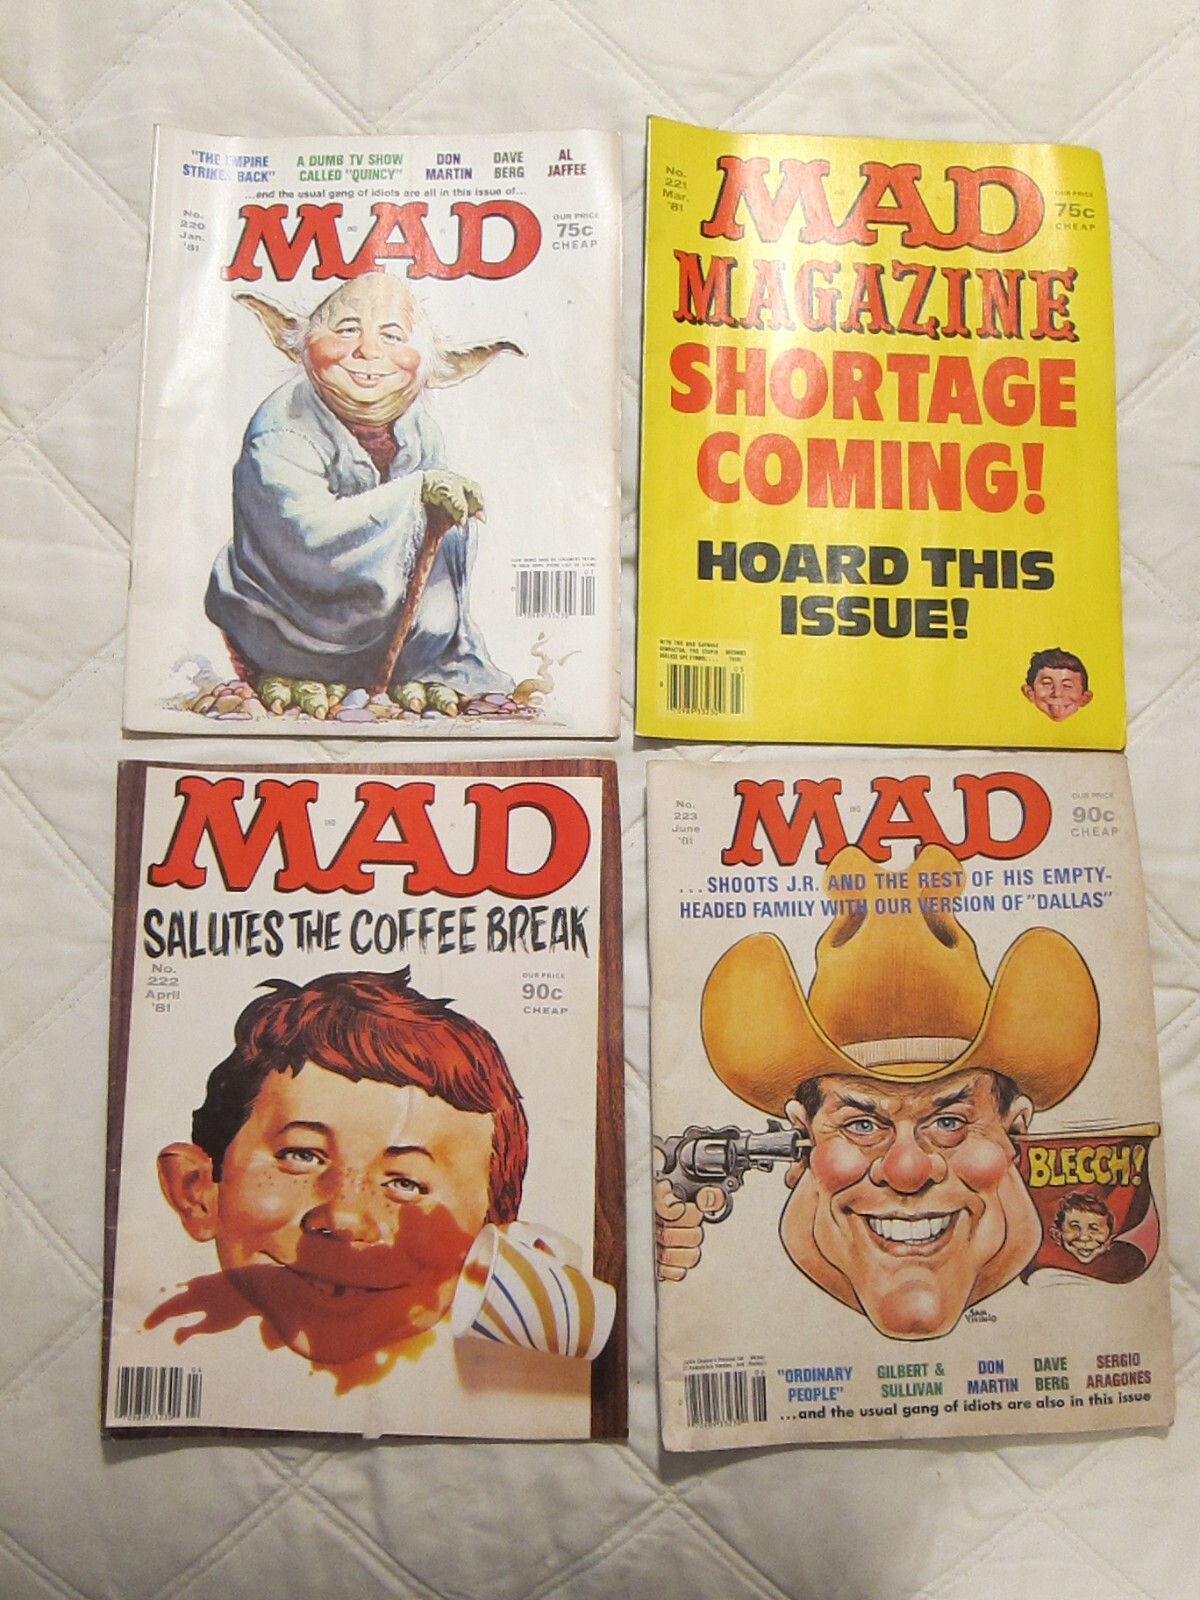 "THE EMPIRE STRIKES BACK"
A DUMB TV SHOW CALLED "QUINCY"
DON MARTIN
DAVE BERG
AL JAFFEE
...and the usual gang of idiots are all in this issue of...
No. 220 Jan. '81
MAD
OUR PRICE
75c
CHEAP
No. 221 Mar. '81
MAD
OUR PRICE
75c
CHEAP
MAGAZINE
SHORTAGE
COMING!
HOARD THIS
ISSUE!
MAD
SALUTES THE COFFEE BREAK
No.
222
April
'81
OUR PRICE
90c
CHEAP
No.
223
June
'81
MAD
OUR PRICE
90c
CHEAP
...SHOOTS J.R. AND THE REST OF HIS EMPTY-
HEADED FAMILY WITH OUR VERSION OF "DALLAS"
BLECCH!
SAM
VIVIANO
"ORDINARY PEOPLE"
GILBERT & SULLIVAN
DON MARTIN
DAVE BERG
SERGIO ARAGONES
...and the usual gang of idiots are also in this issue